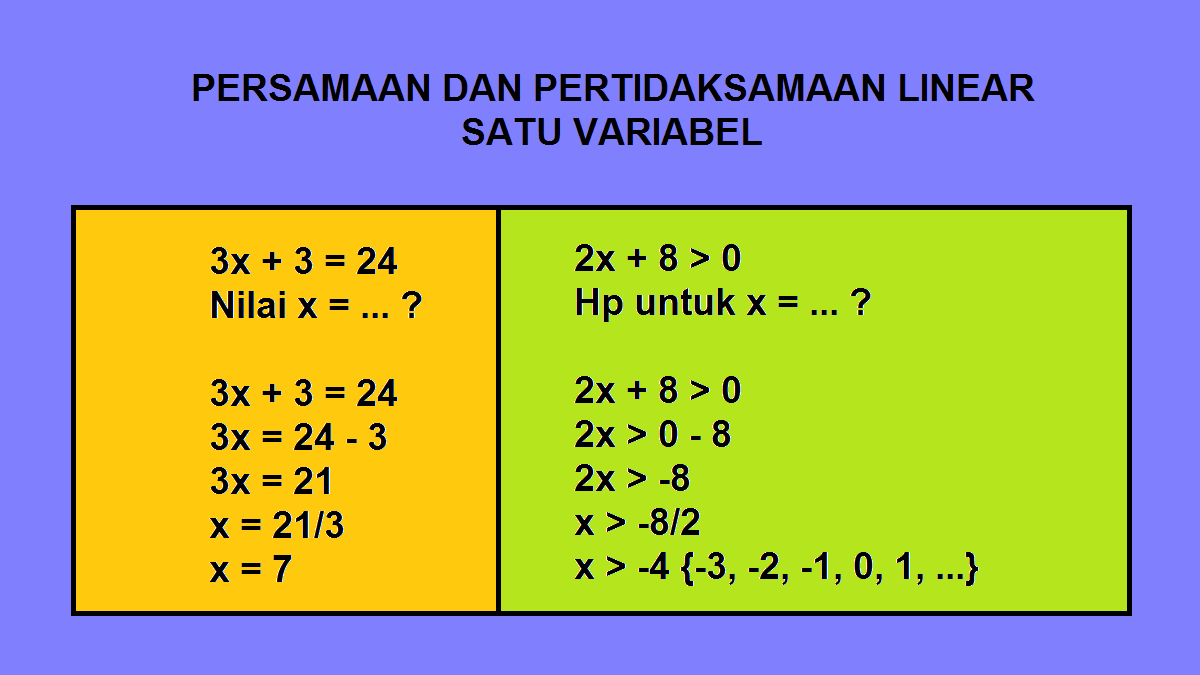 PERSAMAAN DAN PERTIDAKSAMAAN LINEAR
SATU VARIABEL
3x + 3 = 24
Nilai x = ... ?
3x + 3 = 24
3x = 24 - 3
3x = 21
x = 21/3
x = 7
2x + 8 > 0
Hp untuk x = ... ?
2x + 8 > 0
2x > 0 - 8
2x > -8
x > -8/2
x > -4 {-3, -2, -1, 0, 1, ...}